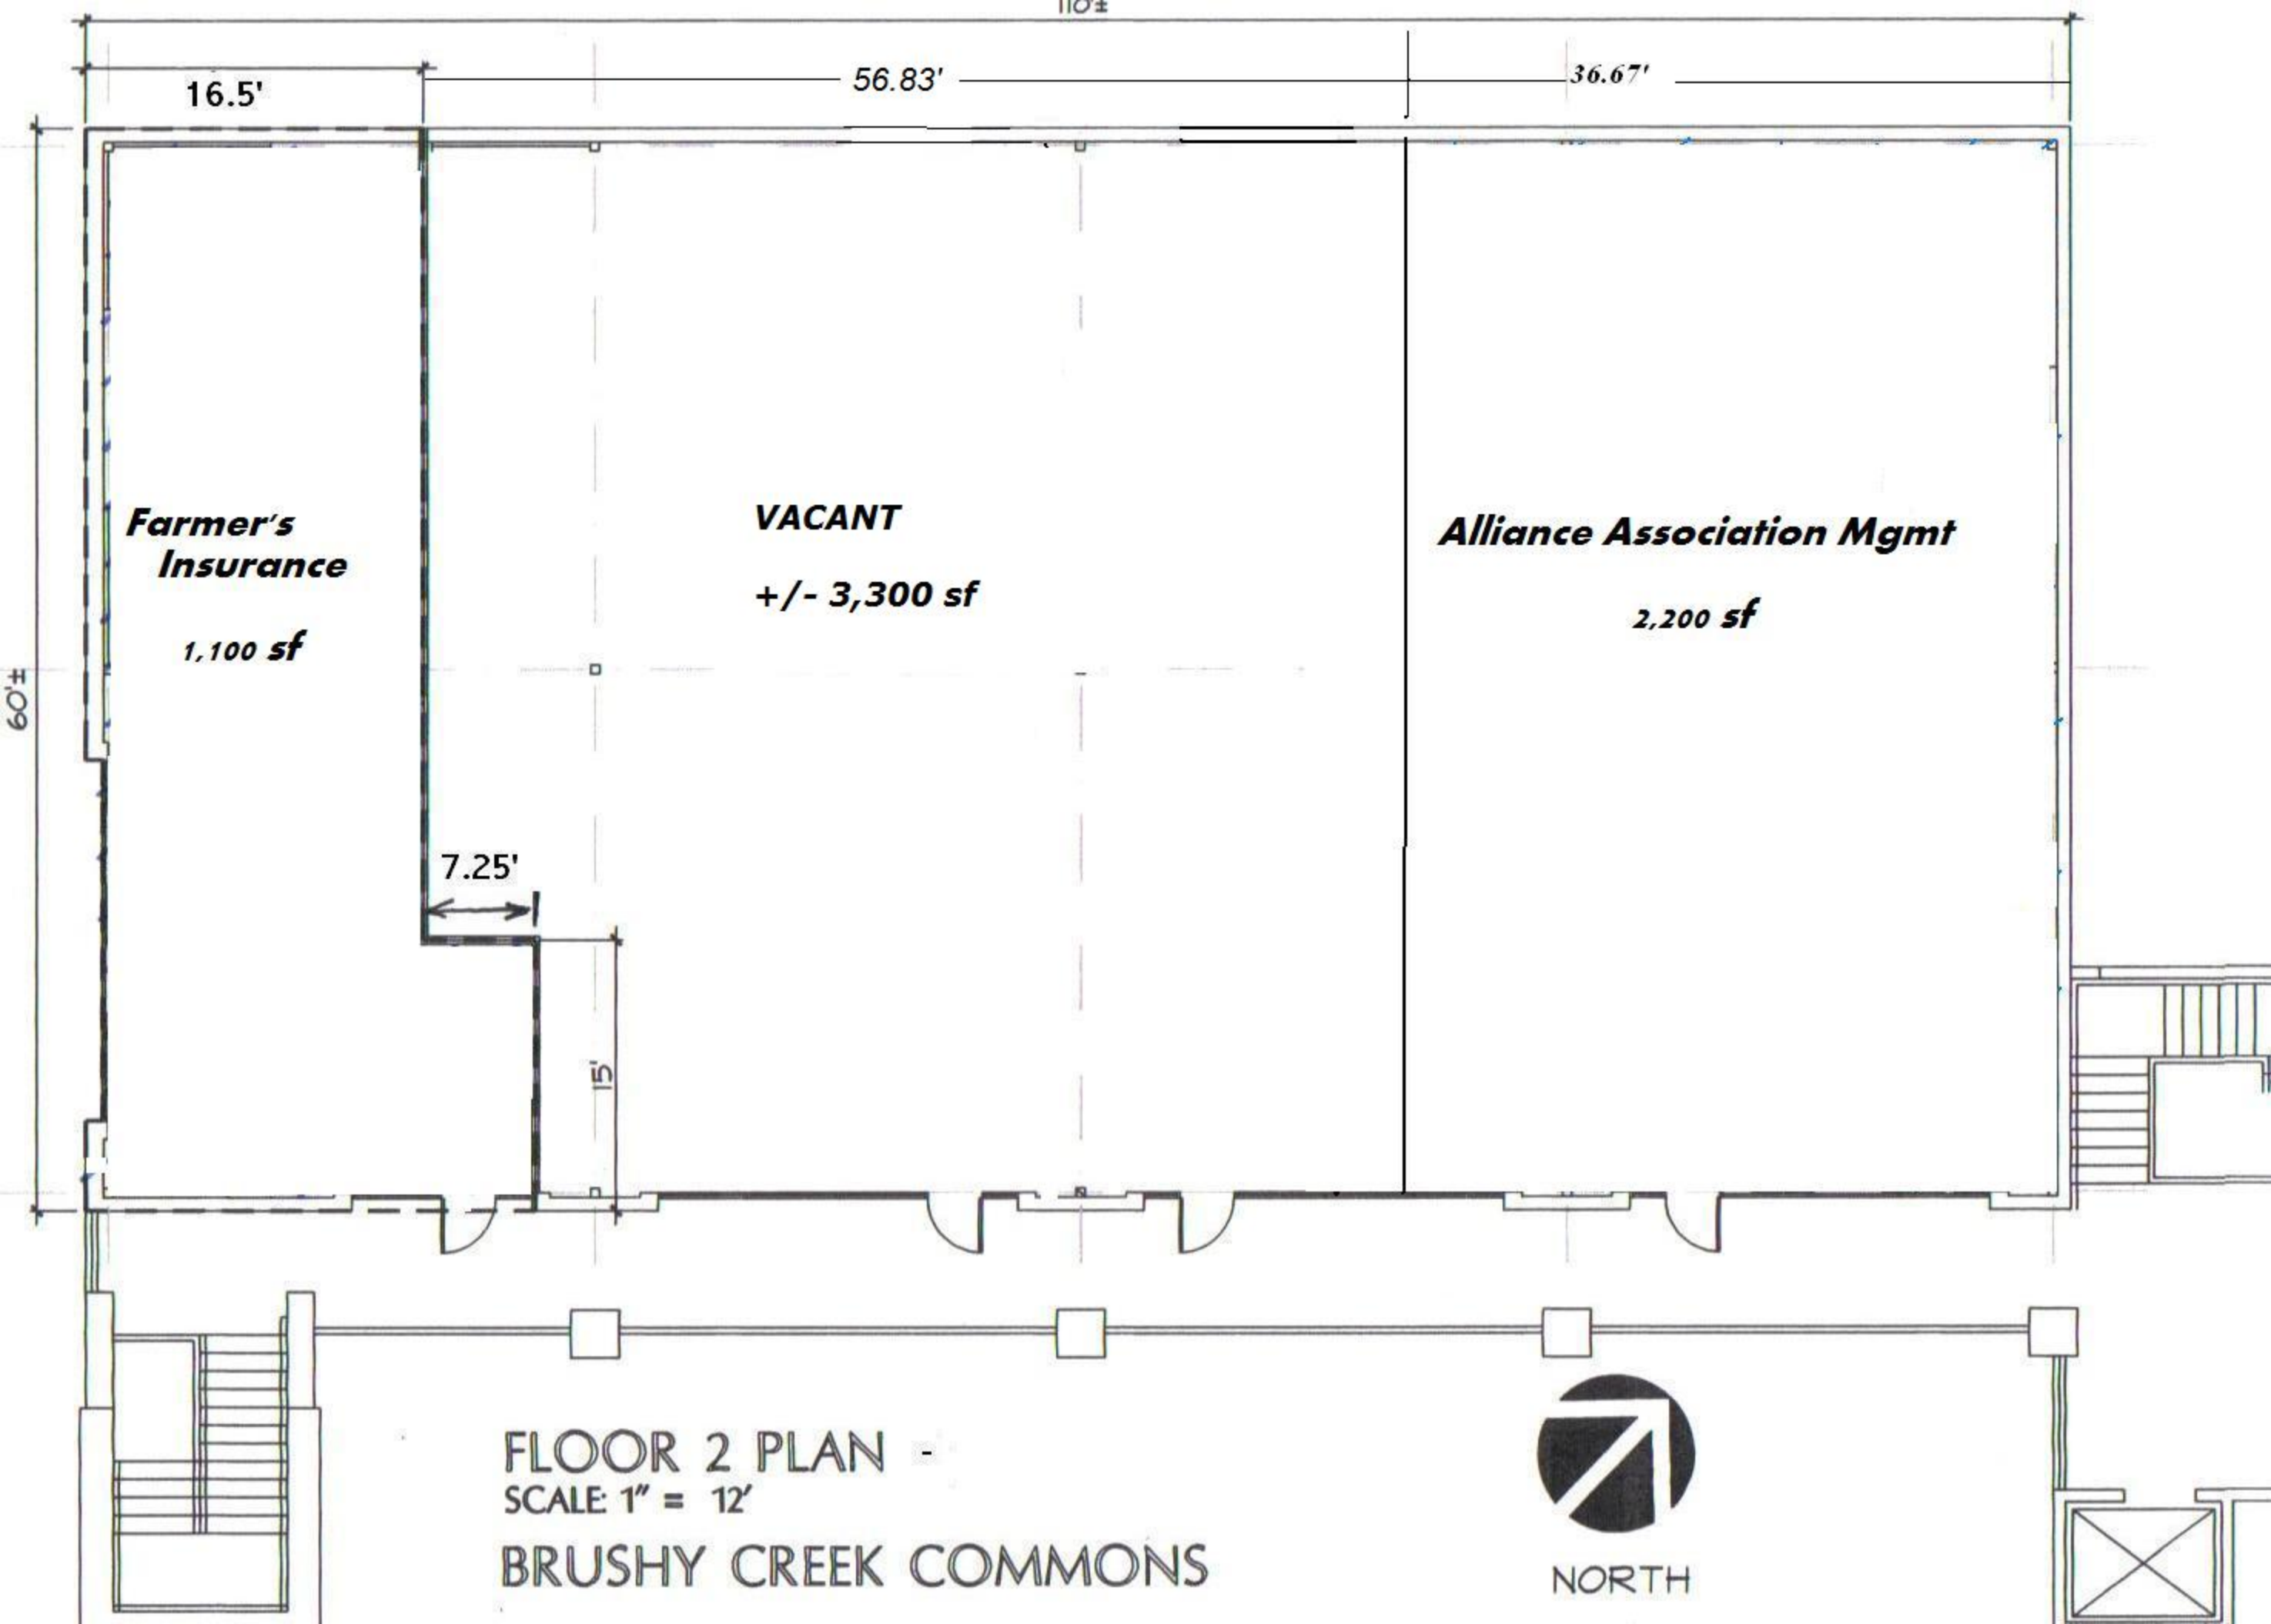 110'±
16.5'
56.83'
36.67'
Farmer's
Insurance
1,100 sf
VACANT
+/- 3,300 sf
Alliance Association Mgmt
2,200 sf
60'±
7.25'
15'
FLOOR 2 PLAN -
SCALE: 1" = 12'
BRUSHY CREEK COMMONS
NORTH